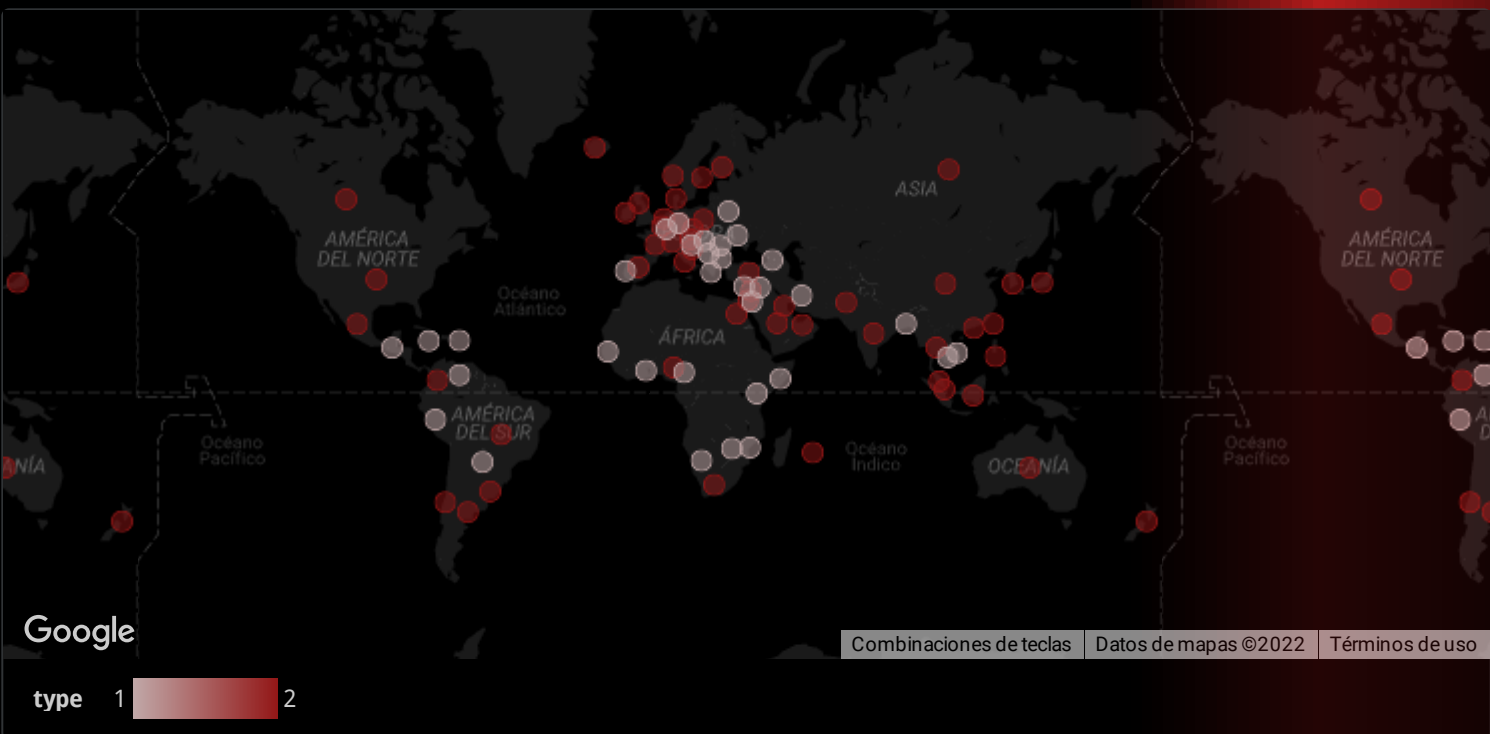 ASIA
AMÉRICA
DEL NORTE
AMÉRICA
DEL NORTE
Océano
Atlántico
ÁFRICA
AMÉRICA
DEL SUR
A
D
Océano
Pacífico
Océano
Índico
Océano
Pacífico
ANÍA
OCEANÍA
Google
Combinaciones de teclas
Datos de mapas ©2022
Términos de uso
type 1 2